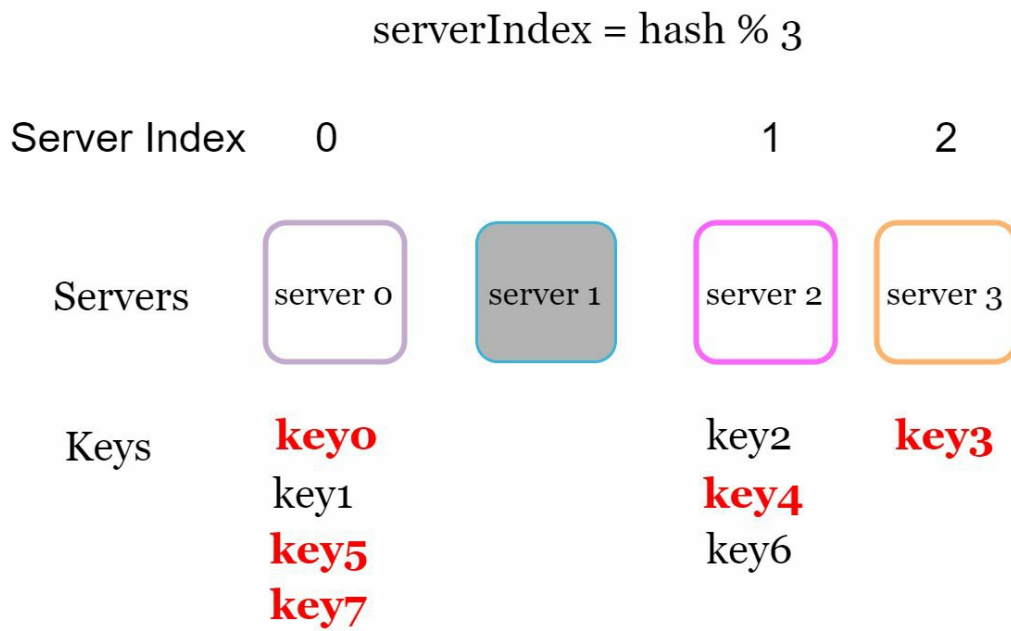 serverIndex = hash % 3
Server Index 0 1 2
Servers server 0 server 1 server 2 server 3
Keys key0 key2 key3
key1 key4
key5 key6
key7